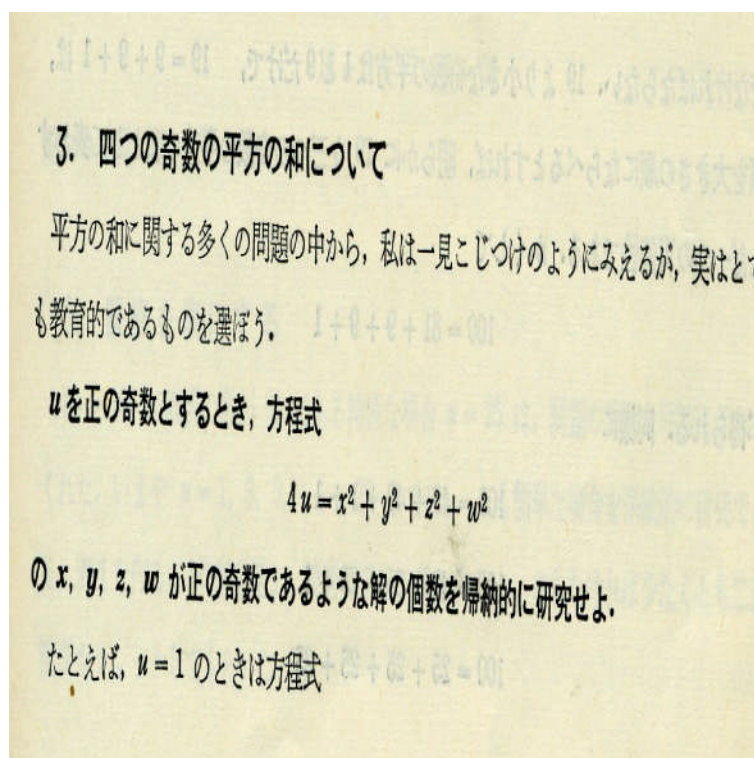 3. 四つの奇数の平方の和について
平方の和に関する多くの問題の中から,私は一見こじつけのようにみえるが,実はとて
も教育的であるものを選ぼう.
uを正の奇数とするとき,方程式
4u=x²+y²+z²+w²
のx, y, z, wが正の奇数であるような解の個数を帰納的に研究せよ.
たとえば,u=1のときは方程式